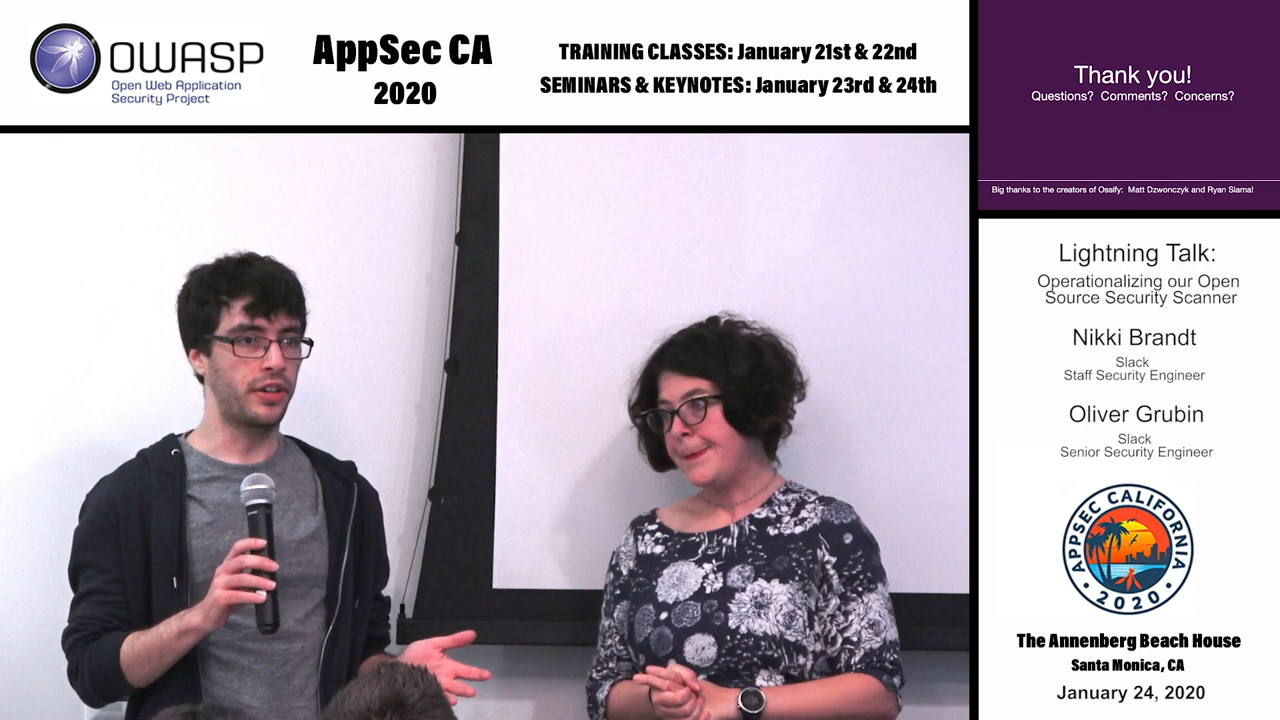 OWASP
Open Web Application
Security Project
AppSec CA
2020
TRAINING CLASSES: January 21st & 22nd
SEMINARS & KEYNOTES: January 23rd & 24th
Thank you!
Questions? Comments? Concerns?
Big thanks to the creators of Ossify: Matt Dzwonczyk and Ryan Slama!
Lightning Talk:
Operationalizing our Open
Source Security Scanner
Nikki Brandt
Slack
Staff Security Engineer
Oliver Grubin
Slack
Senior Security Engineer
APPSEC CALIFORNIA
• 2020 •
The Annenberg Beach House
Santa Monica, CA
January 24, 2020